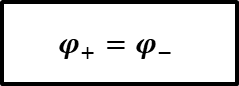 φ₊ = φ₋